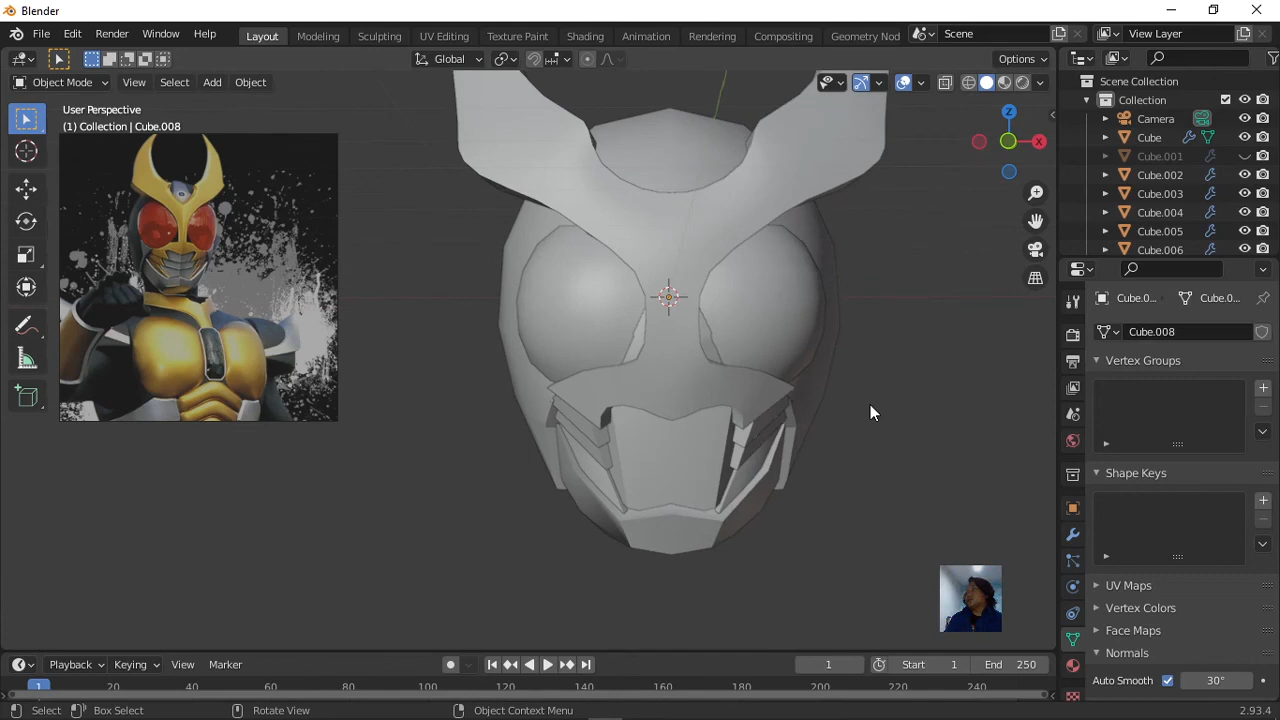 Blender
File Edit Render Window Help Layout Modeling Sculpting UV Editing Texture Paint Shading Animation Rendering Compositing Geometry Nod Scene View Layer
Global Options
Object Mode View Select Add Object
User Perspective
(1) Collection | Cube.008
Z
X
Scene Collection
Collection
Camera
Cube
Cube.001
Cube.002
Cube.003
Cube.004
Cube.005
Cube.006
Cube.0... Cube.0...
Cube.008
Vertex Groups
Shape Keys
UV Maps
Vertex Colors
Face Maps
Normals
Auto Smooth 30°
Playback Keying View Marker 1 Start 1 End 250
1 20 40 60 80 100 120 140 160 180 200 220 240
Select Box Select Rotate View Object Context Menu 2.93.4